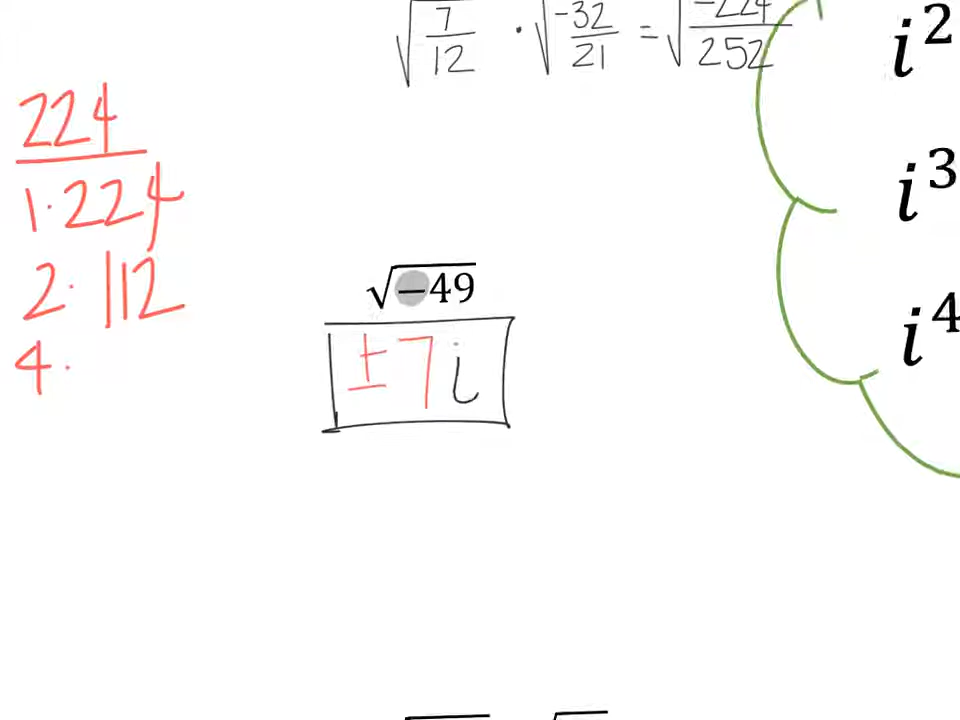 √(7/12) · √(-32/21) = √(-224/252)
i²
224
1·224
i³
2·112
√−49
i⁴
4·
±7i